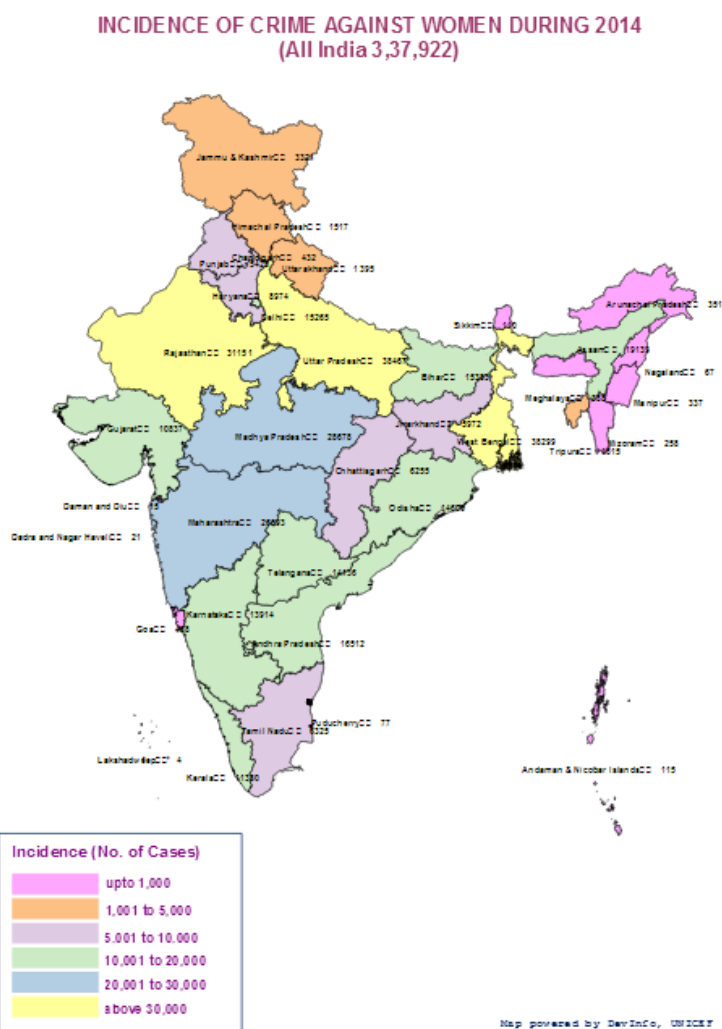 INCIDENCE OF CRIME AGAINST WOMEN DURING 2014
(All India 3,37,922)
Jammu & Kashmir□□
Himachal Pradesh□□ 1517
Chandigarh□□ 432
Punjab□□
Uttarakhand□□ 1395
Haryana□□ 8974
Arunachal Pradesh□□ 351
Delhi□□ 15265
Sikkim□□
Assam□□ 19139
Rajasthan□□ 31151
Uttar Pradesh□□ 38467
Bihar□□
Nagaland□□ 67
Meghalaya□□
Manipur□□ 337
Gujarat□□ 10837
Jharkhand□□ 5972
Madhya Pradesh□□ 28678
West Bengal□□ 38299
Mizoram□□ 258
Tripura□□
Chhattisgarh□□ 6255
Daman and Diu□□
Odisha□□
Maharashtra□□ 26693
Dadra and Nagar Haveli□□ 21
Telangana□□ 14136
Karnataka□□ 13914
Goa□□
Andhra Pradesh□□ 16512
Puducherry□□ 77
Tamil Nadu□□ 6325
Lakshadweep□□ 4
Andaman & Nicobar Islands□□ 115
Kerala□□
Incidence (No. of Cases)
upto 1,000
1,001 to 5,000
5.001 to 10.000
10,001 to 20,000
20,001 to 30,000
above 30,000
Map powered by DevInfo, UNICEF